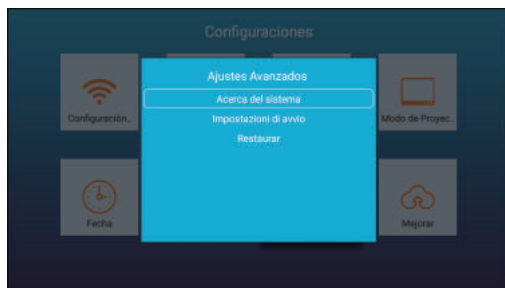 Configuraciones
Ajustes Avanzados
Acerca del sistema
Impostazioni di avvio
Restaurar
Configuración..
Modo de Proyec..
Fecha
Mejorar